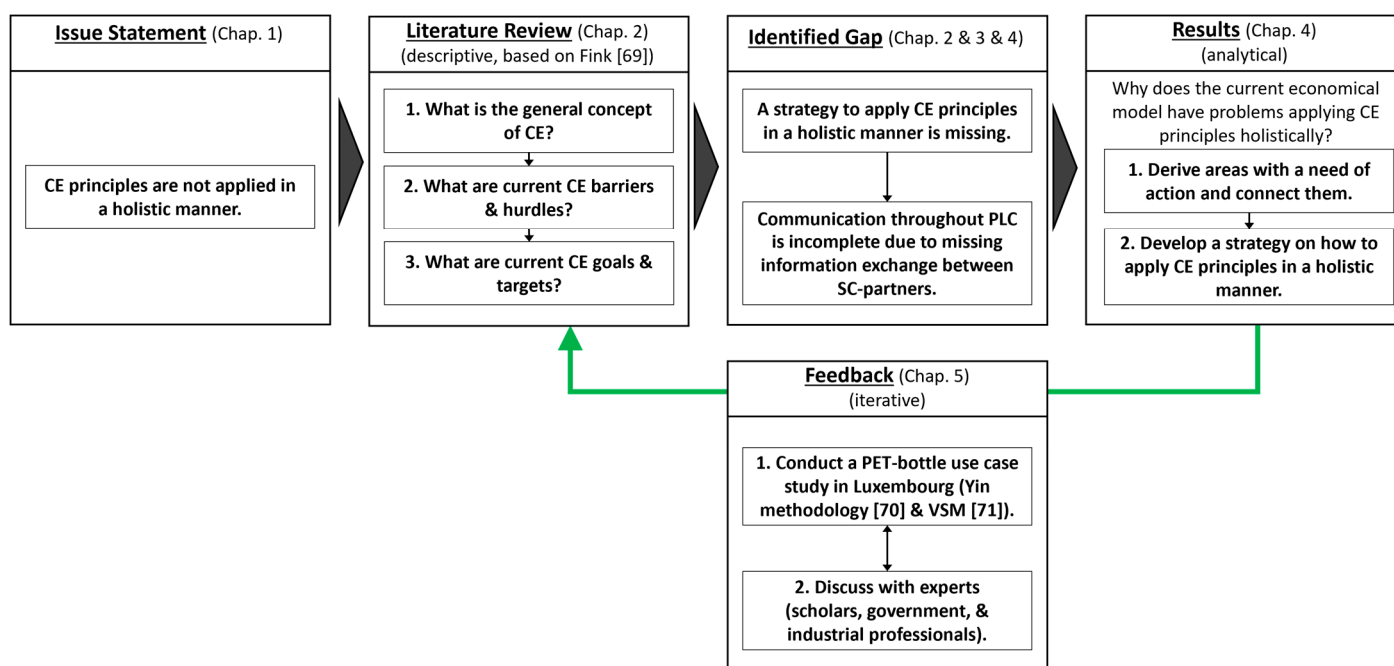 Issue Statement (Chap. 1)
CE principles are not applied in
a holistic manner.
Literature Review (Chap. 2)
(descriptive, based on Fink [69])
1. What is the general concept
of CE?
2. What are current CE barriers
& hurdles?
3. What are current CE goals &
targets?
Identified Gap (Chap. 2 & 3 & 4)
A strategy to apply CE principles
in a holistic manner is missing.
Communication throughout PLC
is incomplete due to missing
information exchange between
SC-partners.
Results (Chap. 4)
(analytical)
Why does the current economical
model have problems applying CE
principles holistically?
1. Derive areas with a need of
action and connect them.
2. Develop a strategy on how to
apply CE principles in a holistic
manner.
Feedback (Chap. 5)
(iterative)
1. Conduct a PET-bottle use case
study in Luxembourg (Yin
methodology [70] & VSM [71]).
2. Discuss with experts
(scholars, government, &
industrial professionals).